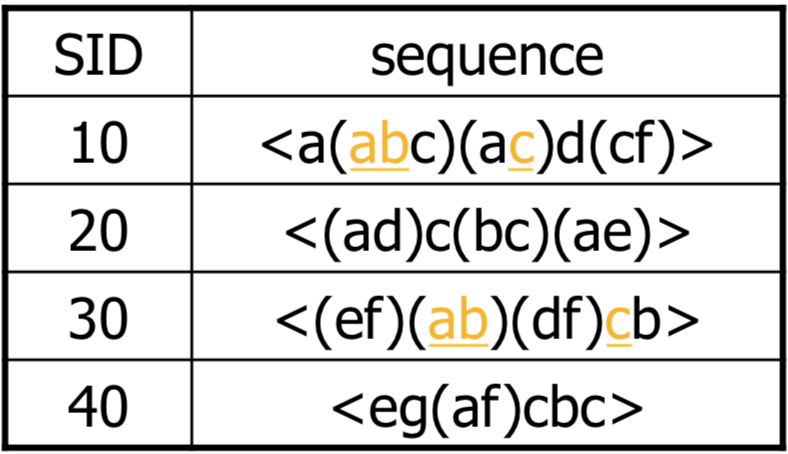 SID sequence
10 <a(abc)(ac)d(cf)>
20 <(ad)c(bc)(ae)>
30 <(ef)(ab)(df)cb>
40 <eg(af)cbc>